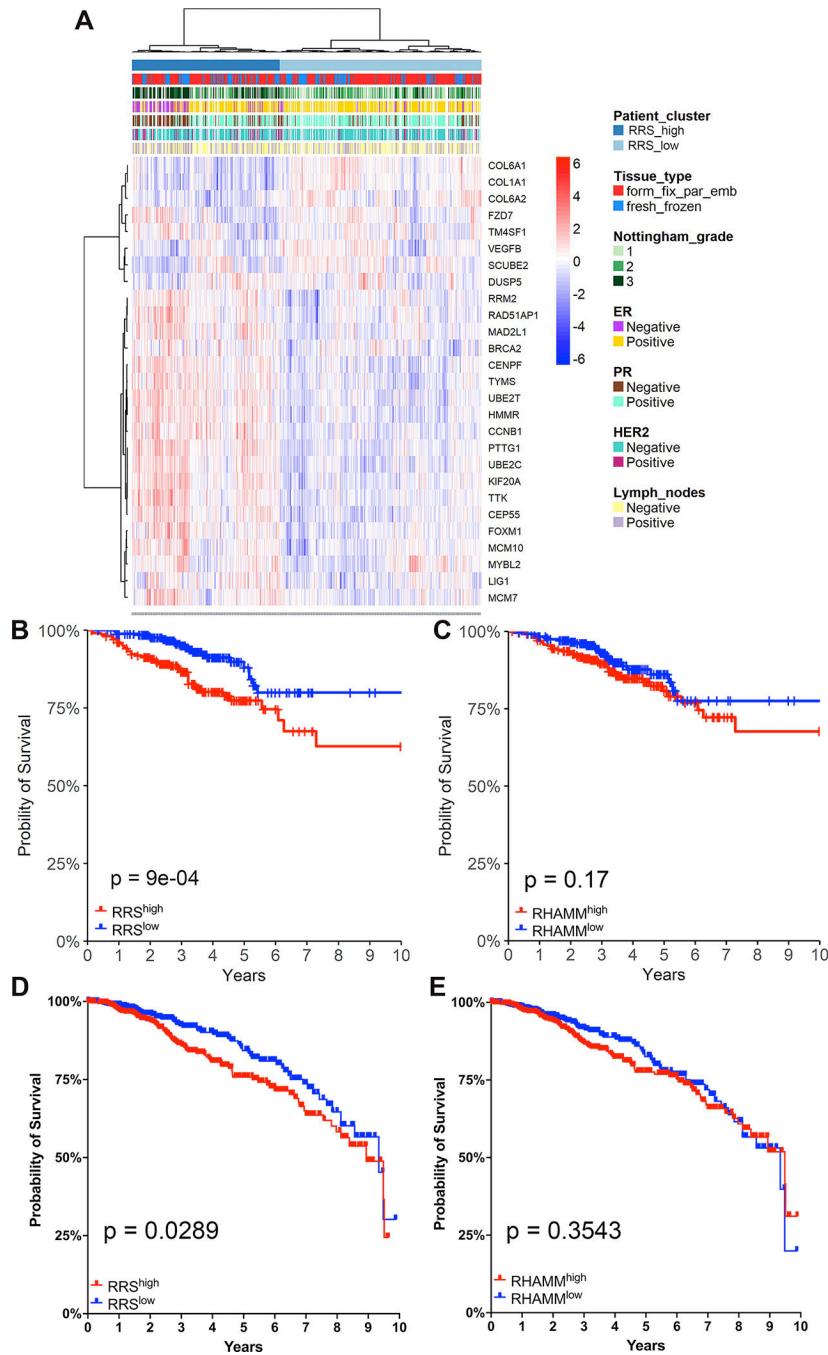 A
Patient_cluster
RRS_high
RRS_low
Tissue_type
form_fix_par_emb
fresh_frozen
Nottingham_grade
1
2
3
ER
Negative
Positive
PR
Negative
Positive
HER2
Negative
Positive
Lymph_nodes
Negative
Positive
6
4
2
0
-2
-4
-6
COL6A1
COL1A1
COL6A2
FZD7
TM4SF1
VEGFB
SCUBE2
DUSP5
RRM2
RAD51AP1
MAD2L1
BRCA2
CENPF
TYMS
UBE2T
HMMR
CCNB1
PTTG1
UBE2C
KIF20A
TTK
CEP55
FOXM1
MCM10
MYBL2
LIG1
MCM7
B
100%
75%
50%
25%
0%
Probility of Survival
p = 9e-04
RRShigh
RRSlow
0 1 2 3 4 5 6 7 8 9 10
Years
C
100%
75%
50%
25%
0%
Probility of Survival
p = 0.17
RHAMMhigh
RHAMMlow
0 1 2 3 4 5 6 7 8 9 10
Years
D
100%
75%
50%
25%
0%
Probability of Survival
p = 0.0289
RRShigh
RRSlow
0 1 2 3 4 5 6 7 8 9 10
Years
E
100%
75%
50%
25%
0%
Probability of Survival
p = 0.3543
RHAMMhigh
RHAMMlow
0 1 2 3 4 5 6 7 8 9 10
Years